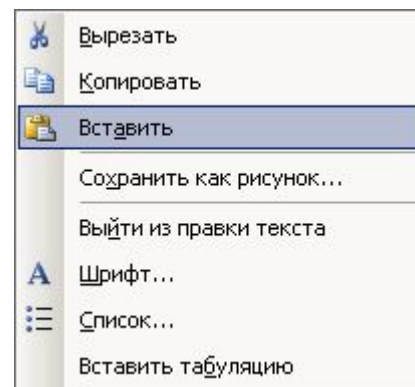 Вырезать
Копировать
Вставить
Сохранить как рисунок...
Выйти из правки текста
Шрифт...
Список...
Вставить табуляцию